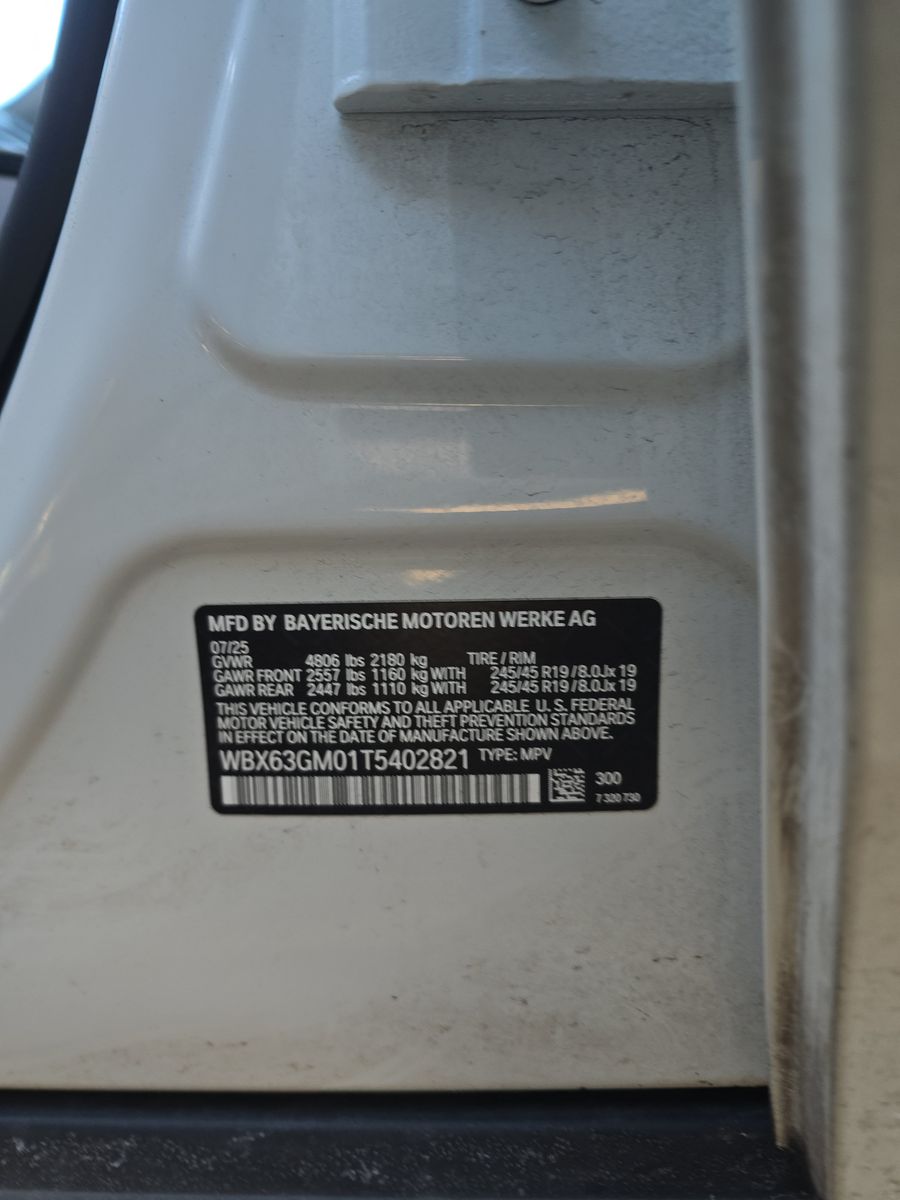 MFD BY BAYERISCHE MOTOREN WERKE AG
07/25
GVWR 4806 lbs 2180 kg TIRE / RIM
GAWR FRONT 2557 lbs 1160 kg WITH 245/45 R19 / 8.0Jx 19
GAWR REAR 2447 lbs 1110 kg WITH 245/45 R19 / 8.0Jx 19
THIS VEHICLE CONFORMS TO ALL APPLICABLE U. S. FEDERAL
MOTOR VEHICLE SAFETY AND THEFT PREVENTION STANDARDS
IN EFFECT ON THE DATE OF MANUFACTURE SHOWN ABOVE.
WBX63GM01T5402821 TYPE: MPV
300
7 320 730